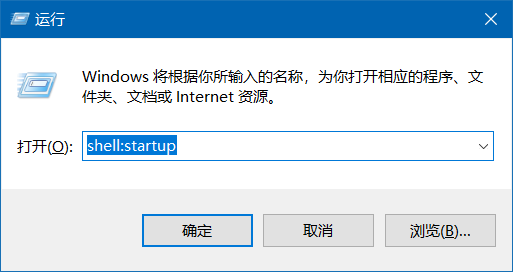 运行
Windows 将根据你所输入的名称，为你打开相应的程序、文
件夹、文档或 Internet 资源。
打开(O): shell:startup
确定 取消 浏览(B)...